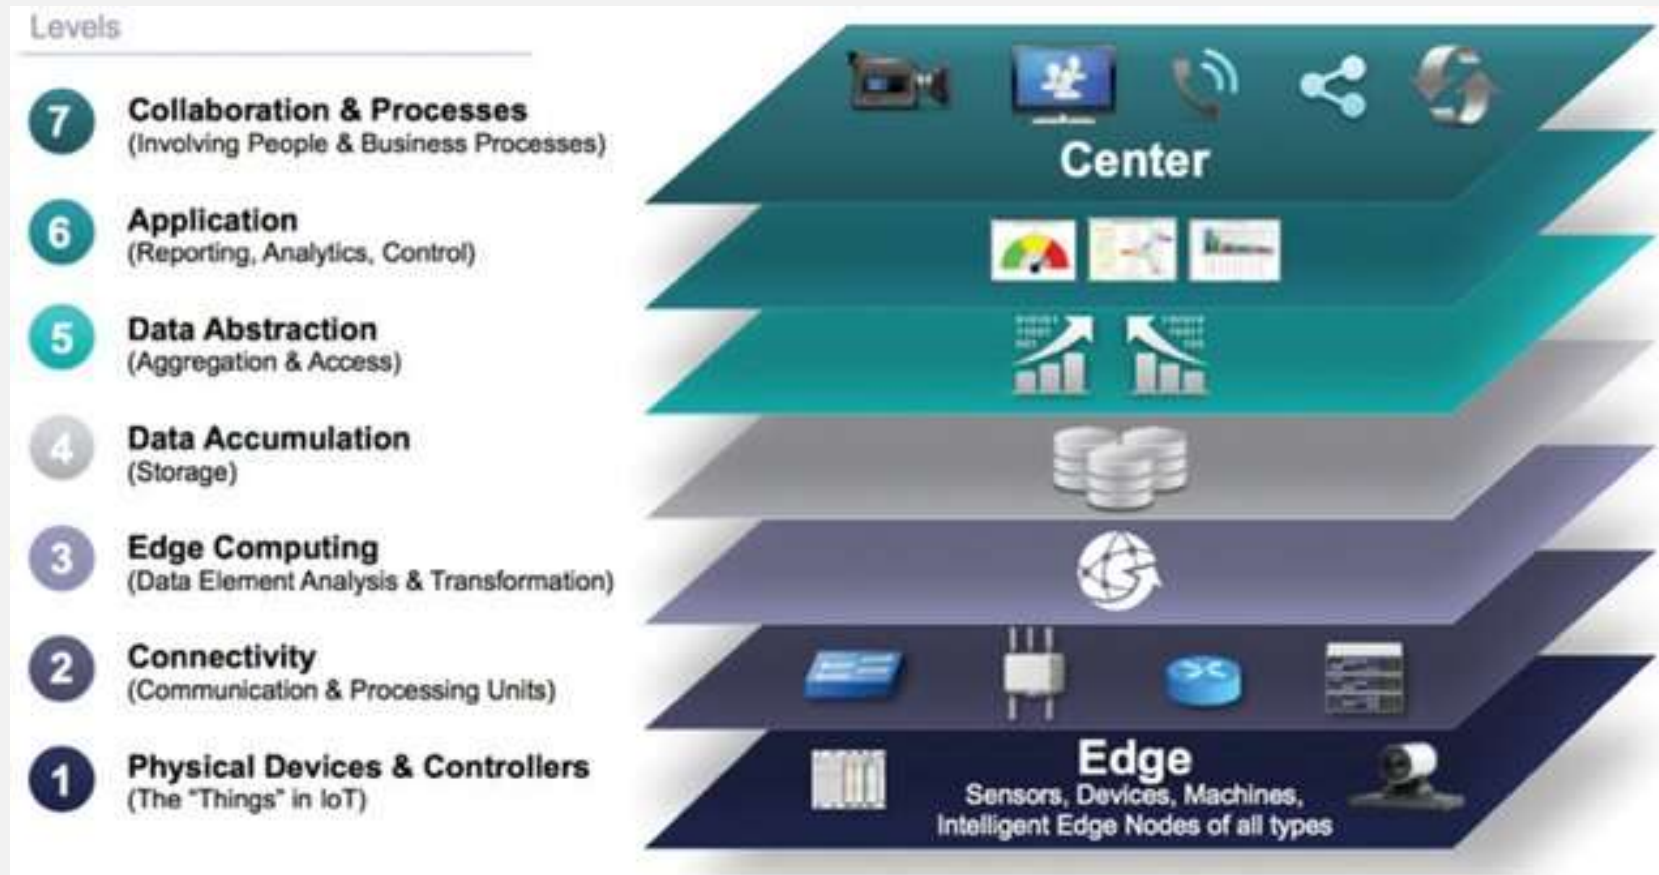 Levels
7
Collaboration & Processes
(Involving People & Business Processes)
6
Application
(Reporting, Analytics, Control)
5
Data Abstraction
(Aggregation & Access)
4
Data Accumulation
(Storage)
3
Edge Computing
(Data Element Analysis & Transformation)
2
Connectivity
(Communication & Processing Units)
1
Physical Devices & Controllers
(The "Things" in IoT)
Center
Edge
Sensors, Devices, Machines,
Intelligent Edge Nodes of all types